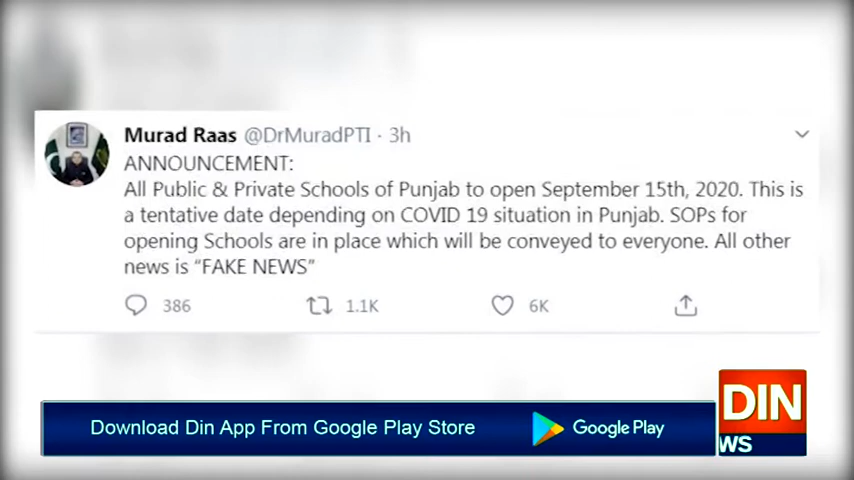 Murad Raas @DrMuradPTI · 3h
ANNOUNCEMENT:
All Public & Private Schools of Punjab to open September 15th, 2020. This is
a tentative date depending on COVID 19 situation in Punjab. SOPs for
opening Schools are in place which will be conveyed to everyone. All other
news is “FAKE NEWS”
386 1.1K 6K
Download Din App From Google Play Store Google Play
DIN
WS